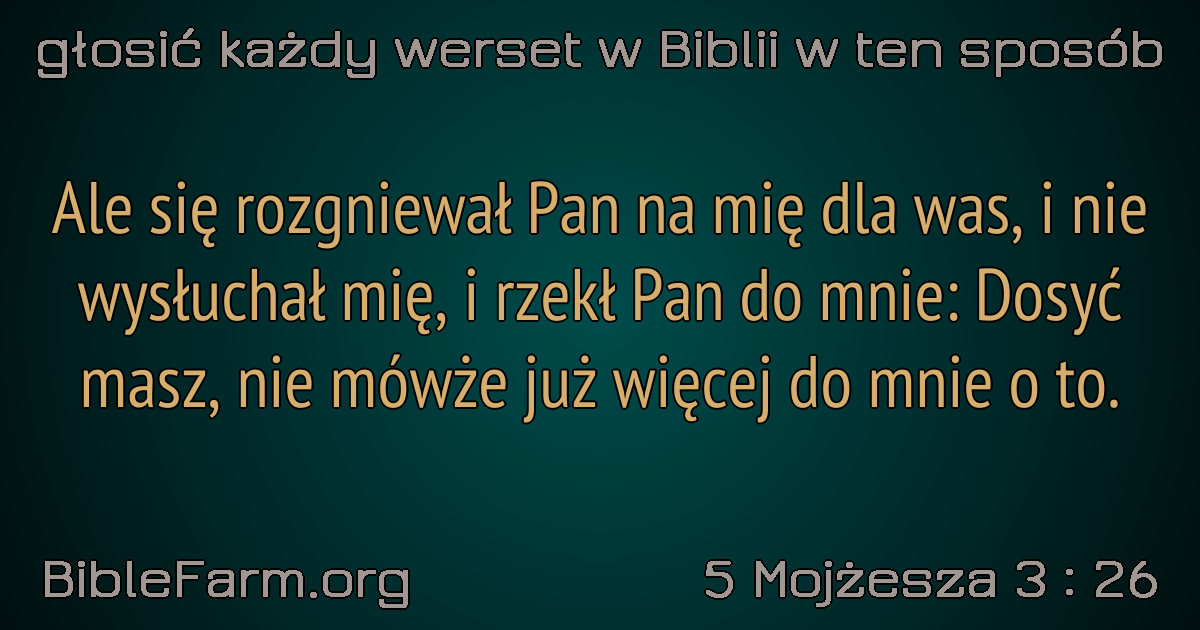 głosić każdy werset w Biblii w ten sposób
Ale się rozgniewał Pan na mię dla was, i nie
wysłuchał mię, i rzekł Pan do mnie: Dosyć
masz, nie mówże już więcej do mnie o to.
BibleFarm.org
5 Mojżesza 3 : 26